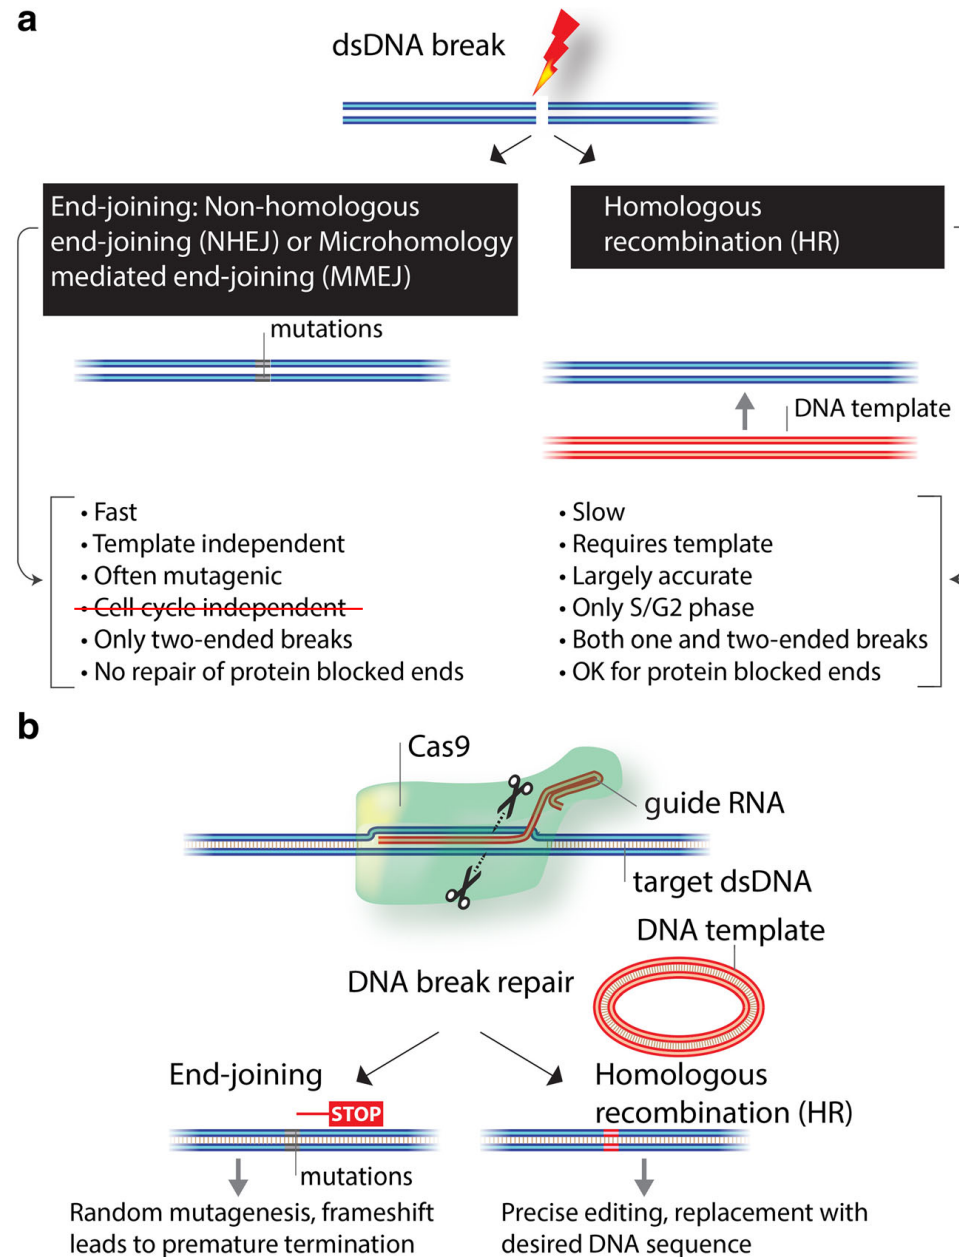 a
dsDNA break
End-joining: Non-homologous
end-joining (NHEJ) or Microhomology
mediated end-joining (MMEJ)
Homologous
recombination (HR)
mutations
DNA template
• Fast
• Template independent
• Often mutagenic
• Cell cycle independent
• Only two-ended breaks
• No repair of protein blocked ends
• Slow
• Requires template
• Largely accurate
• Only S/G2 phase
• Both one and two-ended breaks
• OK for protein blocked ends
b
Cas9
guide RNA
target dsDNA
DNA template
DNA break repair
End-joining
STOP
mutations
Random mutagenesis, frameshift
leads to premature termination
Homologous
recombination (HR)
Precise editing, replacement with
desired DNA sequence